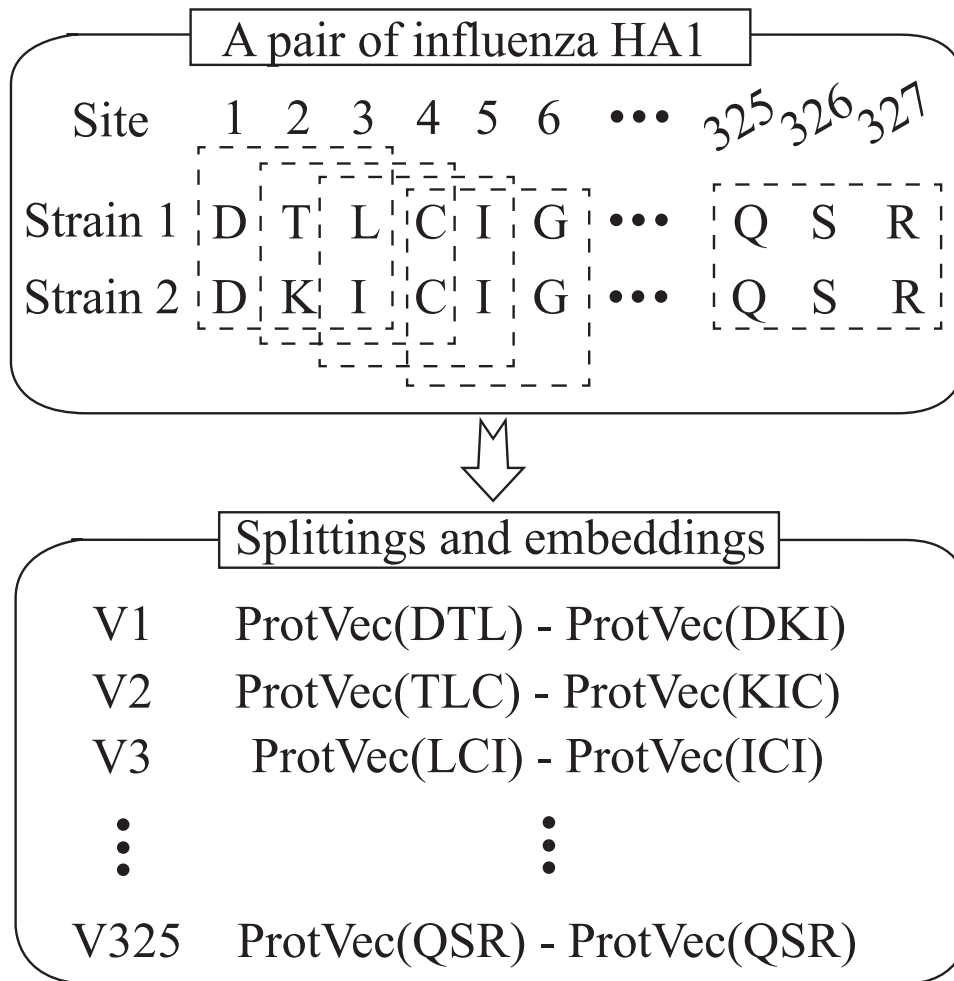 A pair of influenza HA1
Site 1 2 3 4 5 6 ••• 325 326 327
Strain 1 D T L C I G ••• Q S R
Strain 2 D K I C I G ••• Q S R
Splittings and embeddings
V1 ProtVec(DTL) - ProtVec(DKI)
V2 ProtVec(TLC) - ProtVec(KIC)
V3 ProtVec(LCI) - ProtVec(ICI)
V325 ProtVec(QSR) - ProtVec(QSR)